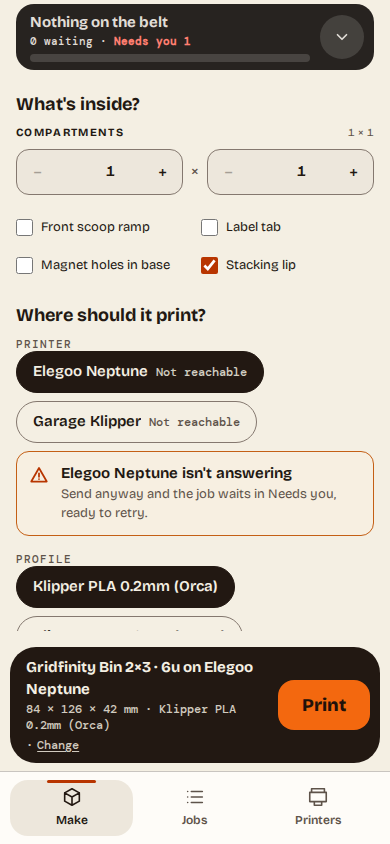 Nothing on the belt
0 waiting · Needs you 1
What's inside?
COMPARTMENTS 1 × 1
− 1 + × − 1 +
Front scoop ramp Label tab
Magnet holes in base Stacking lip
Where should it print?
PRINTER
Elegoo Neptune Not reachable
Garage Klipper Not reachable
Elegoo Neptune isn't answering
Send anyway and the job waits in Needs you,
ready to retry.
PROFILE
Klipper PLA 0.2mm (Orca)
Gridfinity Bin 2×3 · 6u on Elegoo
Neptune
84 × 126 × 42 mm · Klipper PLA
0.2mm (Orca)
· Change
Print
Make Jobs Printers